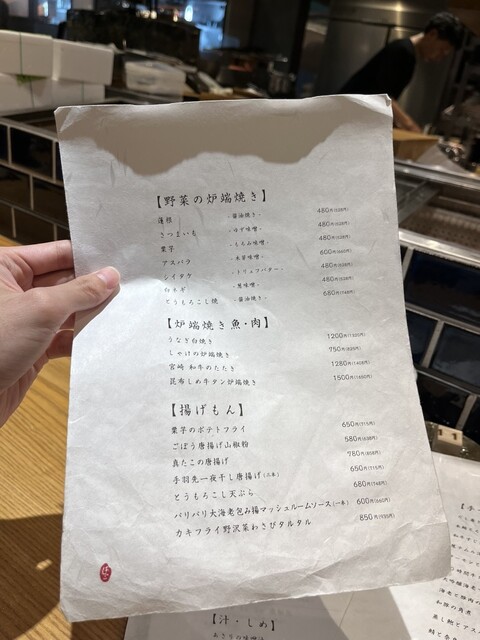 【野菜の炉端焼き】
蓮根 -醤油焼き- 480円(528円)
さつまいも -ゆず味噌- 480円(528円)
里芋 -もろみ味噌- 480円(528円)
アスパラ -木の芽味噌- 600円(660円)
シイタケ -トリュフバター- 480円(528円)
白ネギ -葱味噌- 480円(528円)
とうもろこし焼 -醤油焼き- 680円(748円)
【炉端焼き魚・肉】
うなぎ白焼き 1200円(1320円)
しゃけの炉端焼き 750円(825円)
宮崎 和牛のたたき 1280円(1408円)
昆布しめ牛タン炉端焼き 1500円(1650円)
【揚げもん】
里芋のポテトフライ 650円(715円)
ごぼう唐揚げ山椒粉 580円(638円)
真たこの唐揚げ 780円(858円)
手羽先一夜干し唐揚げ(二本) 650円(715円)
とうもろこし天ぷら 680円(748円)
バリバリ大海老包み揚マッシュルームソース(一本) 600円(660円)
カキフライ野沢菜わさびタルタル 850円(935円)
【汁・しめ】
あさりの味噌汁